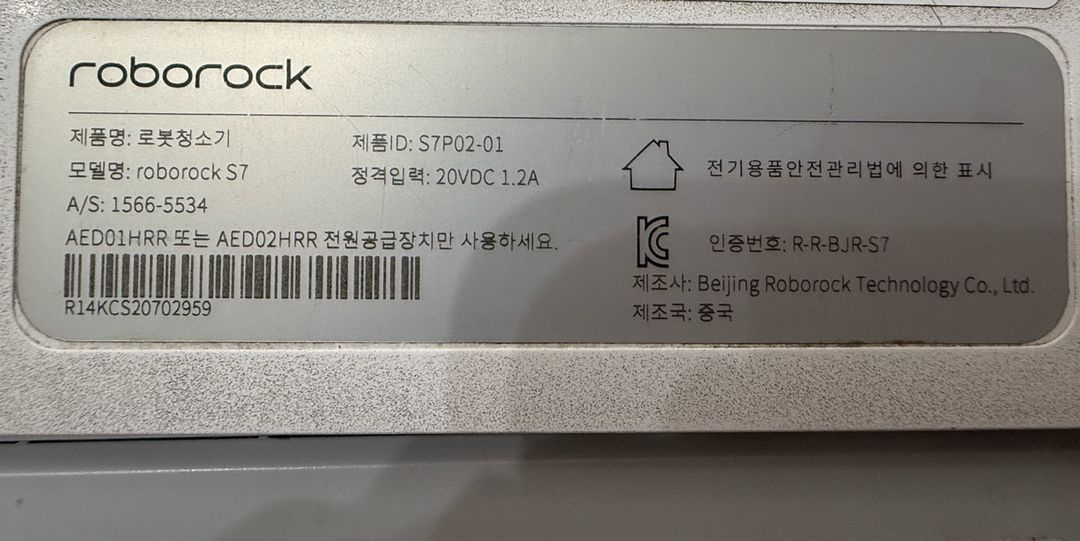 roborock
제품명: 로봇청소기
제품ID: S7P02-01
모델명: roborock S7
정격입력: 20VDC 1.2A
A/S: 1566-5534
AED01HRR 또는 AED02HRR 전원공급장치만 사용하세요.
R14KCS20702959
전기용품안전관리법에 의한 표시
인증번호: R-R-BJR-S7
제조사: Beijing Roborock Technology Co., Ltd.
제조국: 중국